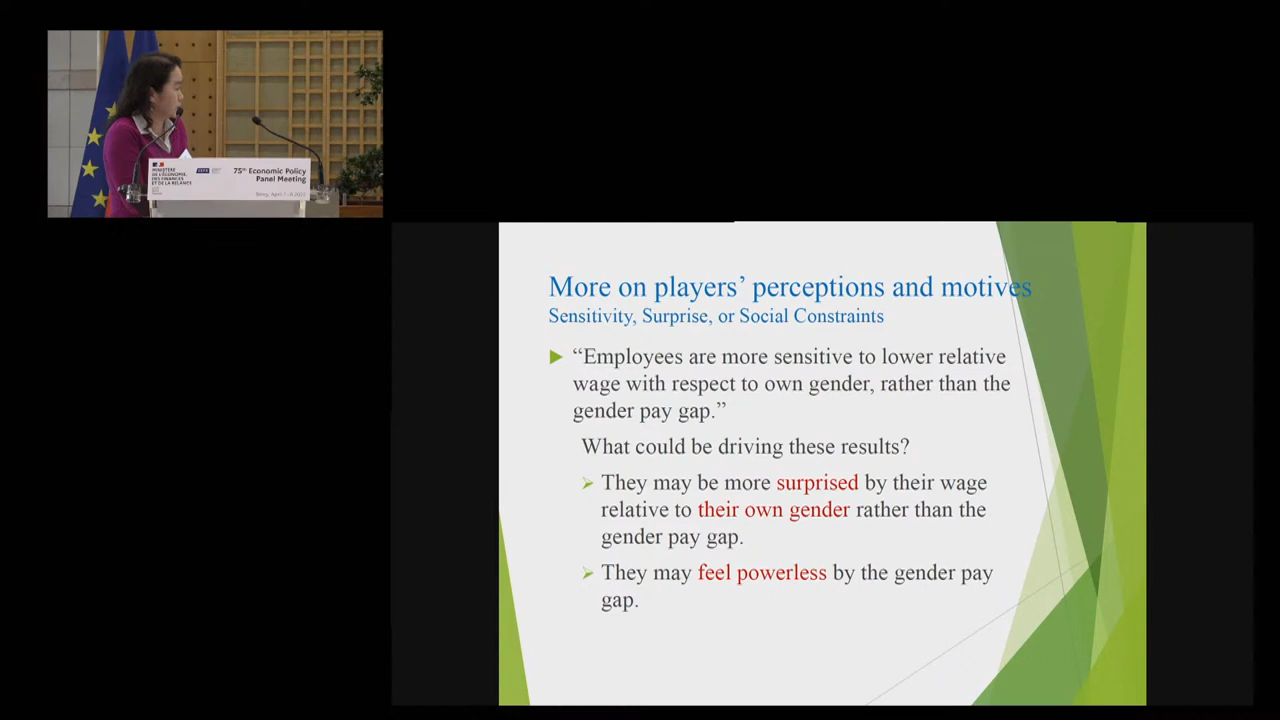 MINISTÈRE
DE L'ÉCONOMIE,
DES FINANCES
ET DE LA RELANCE
75th Economic Policy
Panel Meeting
More on players’ perceptions and motives
Sensitivity, Surprise, or Social Constraints
“Employees are more sensitive to lower relative
wage with respect to own gender, rather than the
gender pay gap.”
What could be driving these results?
They may be more surprised by their wage
relative to their own gender rather than the
gender pay gap.
They may feel powerless by the gender pay
gap.